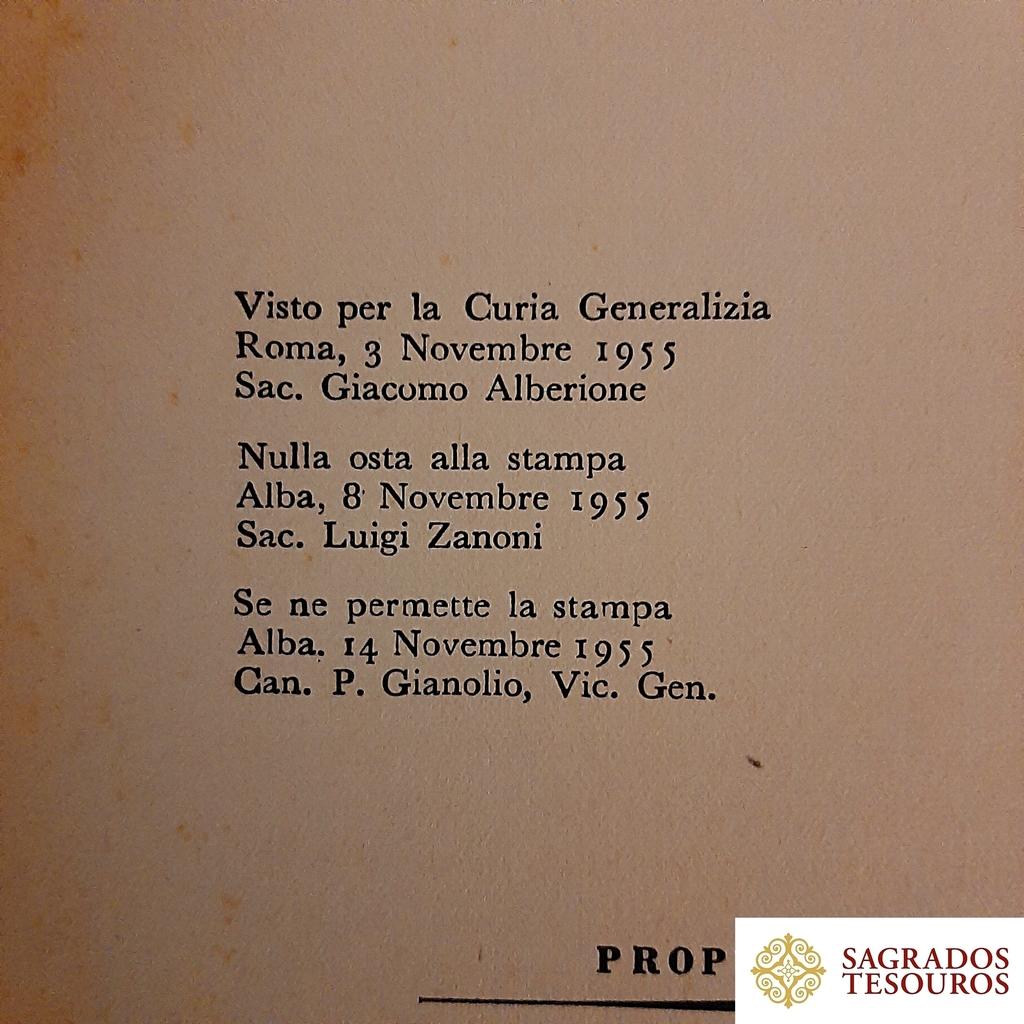 Visto per la Curia Generalizia
Roma, 3 Novembre 1955
Sac. Giacomo Alberione
Nulla osta alla stampa
Alba, 8 Novembre 1955
Sac. Luigi Zanoni
Se ne permette la stampa
Alba. 14 Novembre 1955
Can. P. Gianolio, Vic. Gen.
PROP
SAGRADOS
TESOUROS